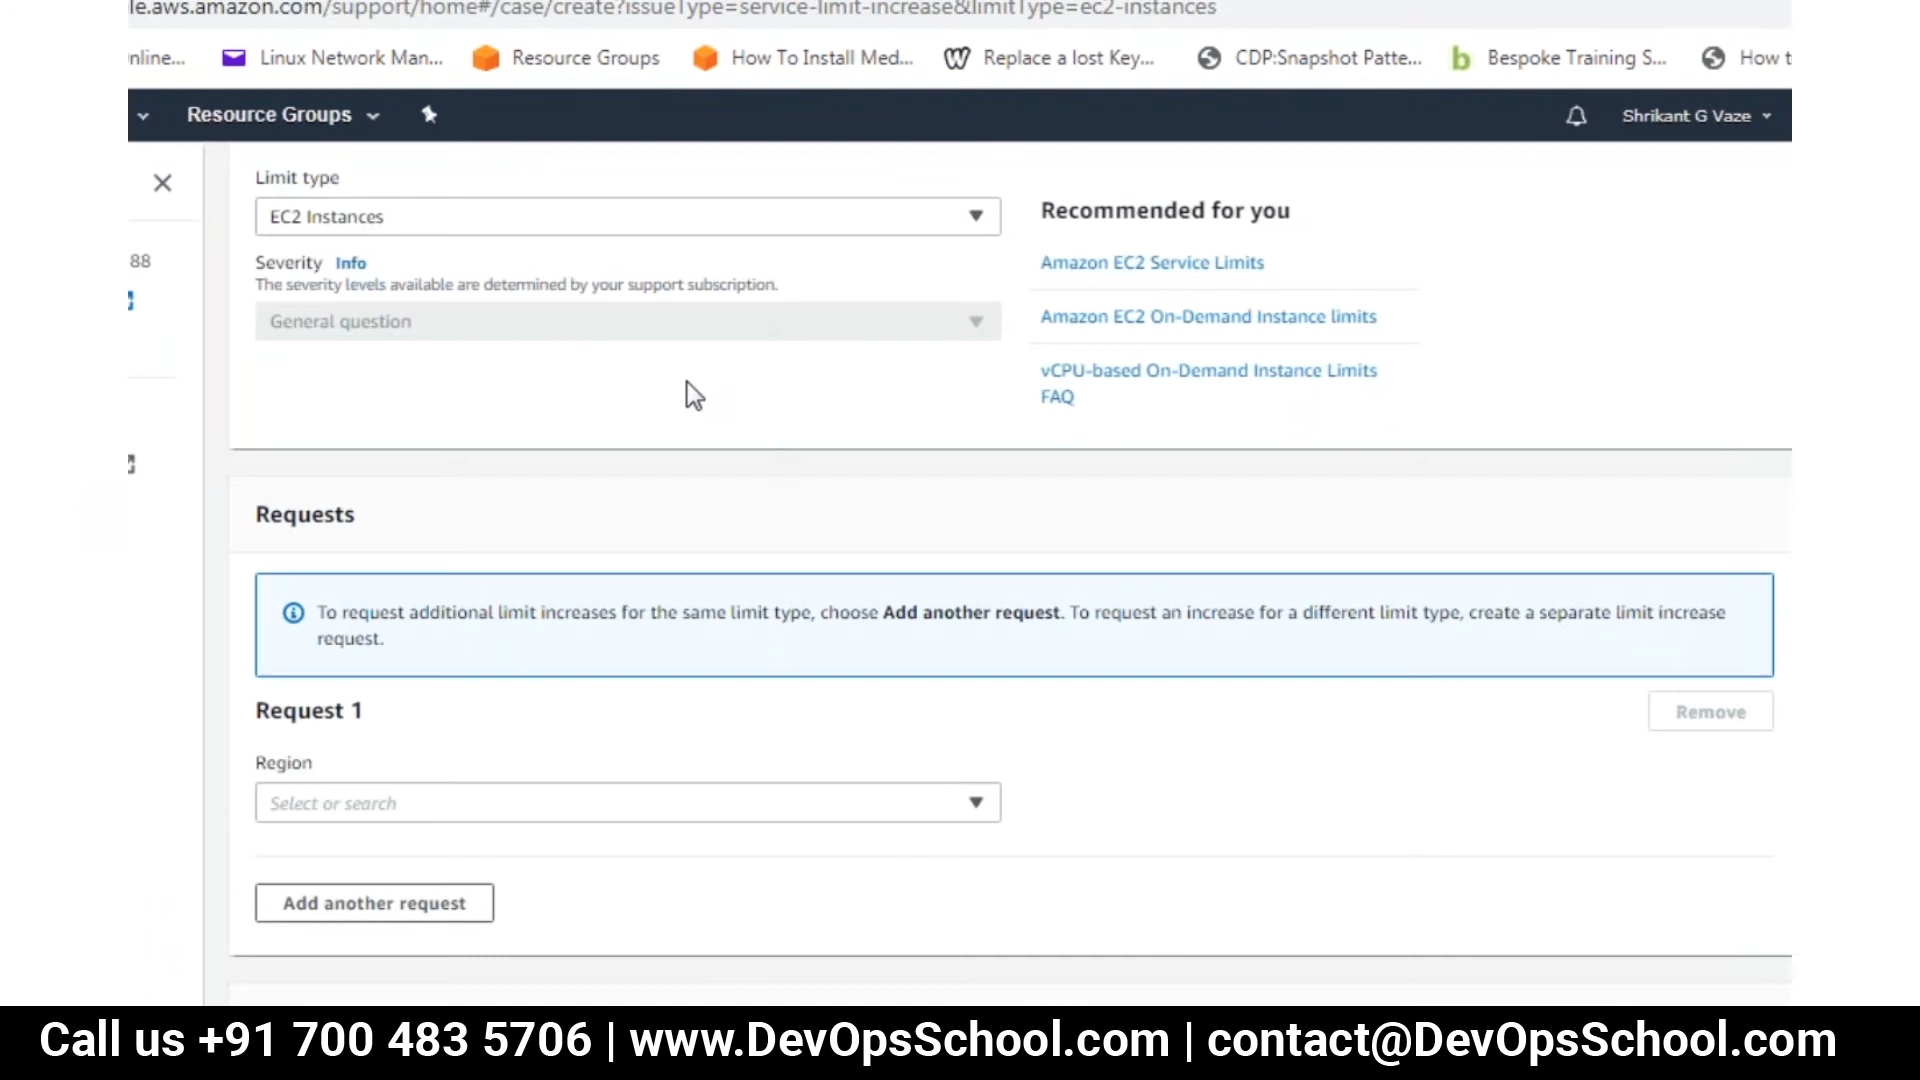 le.aws.amazon.com/support/home#/case/create?issueType=service-limit-increase&limitType=ec2-instances
nline... Linux Network Man... Resource Groups How To Install Med... Replace a lost Key... CDP:Snapshot Patte... Bespoke Training S... How t
Resource Groups Shrikant G Vaze
Limit type
EC2 Instances
Recommended for you
88
Severity Info
Amazon EC2 Service Limits
The severity levels available are determined by your support subscription.
General question
Amazon EC2 On-Demand Instance limits
vCPU-based On-Demand Instance Limits
FAQ
Requests
To request additional limit increases for the same limit type, choose Add another request. To request an increase for a different limit type, create a separate limit increase
request.
Request 1
Remove
Region
Select or search
Add another request
Call us +91 700 483 5706 | www.DevOpsSchool.com | contact@DevOpsSchool.com